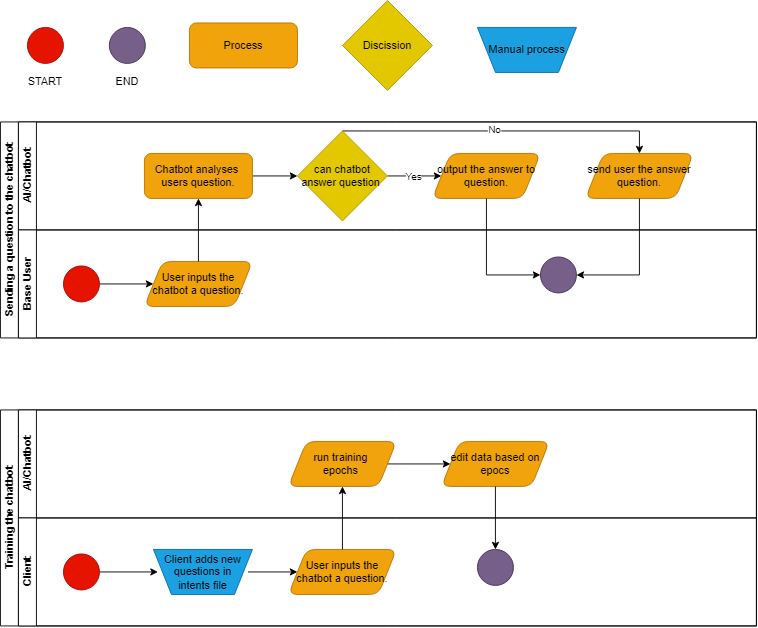 Process
Discission
Manual process
START
END
Sending a question to the chatbot
AI/Chatbot
Base User
No
Chatbot analyses
users question.
can chatbot
answer question
Yes
output the answer to
question.
send user the answer
question.
User inputs the
chatbot a question.
Training the chatbot
AI/Chatbot
Client
run training
epochs
edit data based on
epocs
Client adds new
questions in
intents file
User inputs the
chatbot a question.